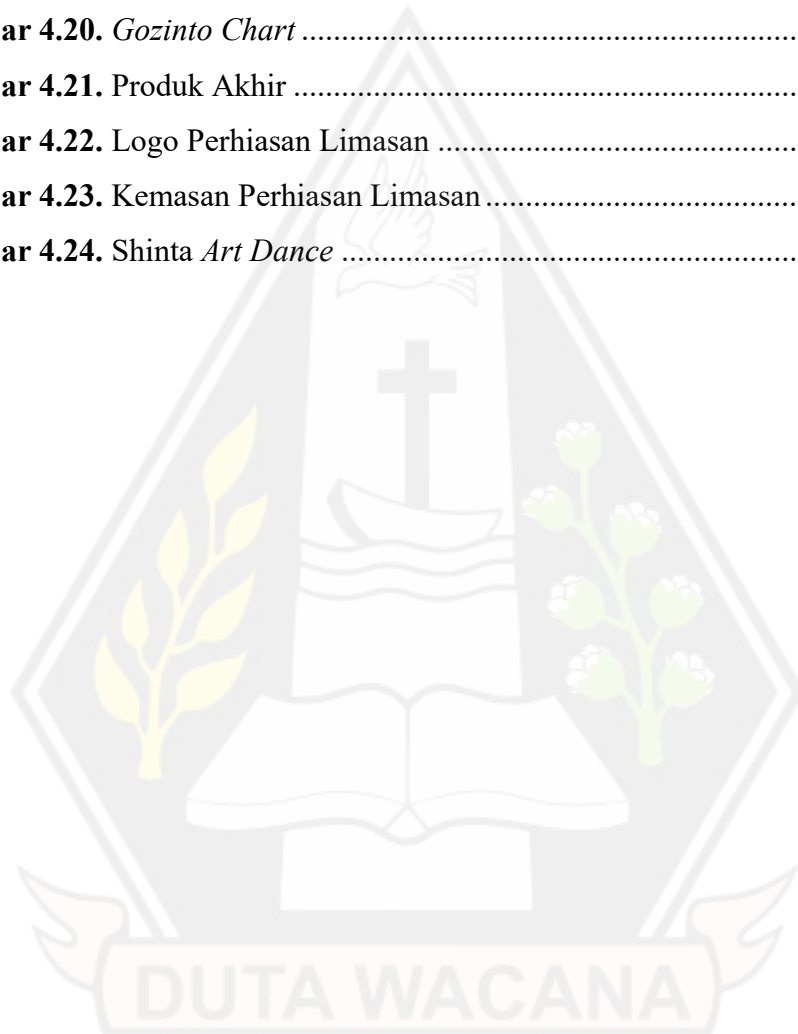 ar 4.20. Gozinto Chart ................................................................
ar 4.21. Produk Akhir .................................................................
ar 4.22. Logo Perhiasan Limasan ..............................................
ar 4.23. Kemasan Perhiasan Limasan ........................................
ar 4.24. Shinta Art Dance ...........................................................
DUTA WACANA